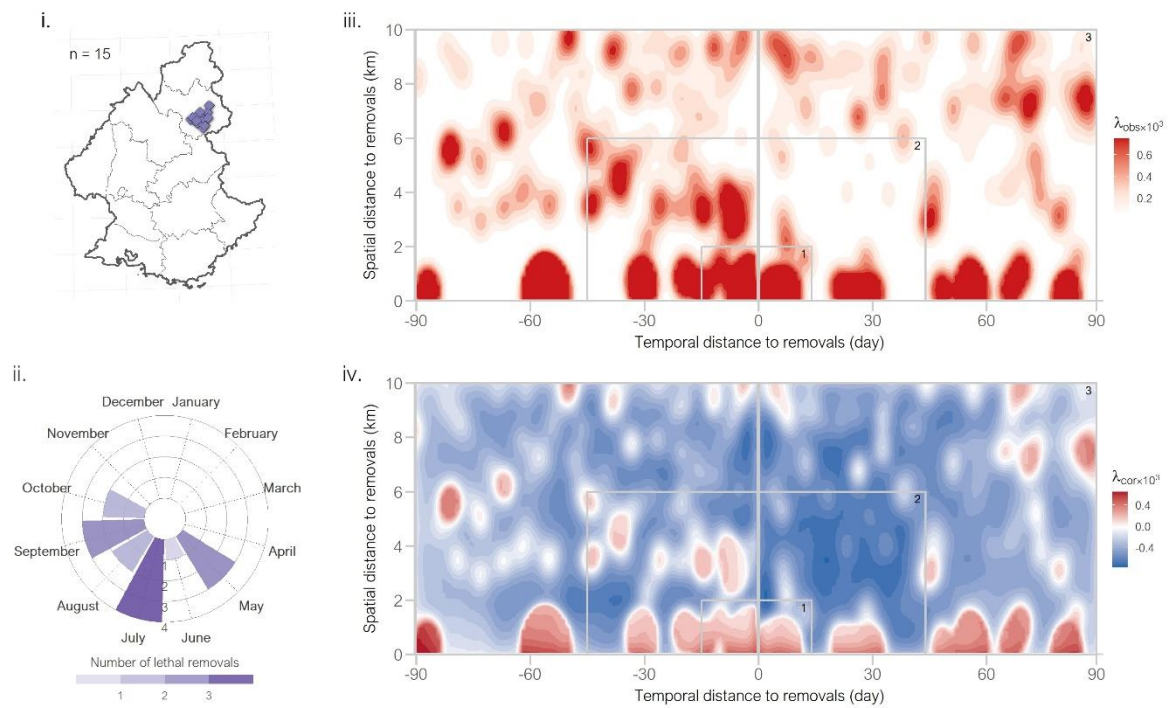 i.
n = 15
ii.
December January
November February
October March
September April
August May
July June
1
2
3
4
Number of lethal removals
1 2 3
iii.
Spatial distance to removals (km)
10
8
6
4
2
0
3
2
1
-90 -60 -30 0 30 60 90
Temporal distance to removals (day)
λobs×10³
0.6
0.4
0.2
iv.
Spatial distance to removals (km)
10
8
6
4
2
0
3
2
1
-90 -60 -30 0 30 60 90
Temporal distance to removals (day)
λcor×10³
0.4
0.0
-0.4